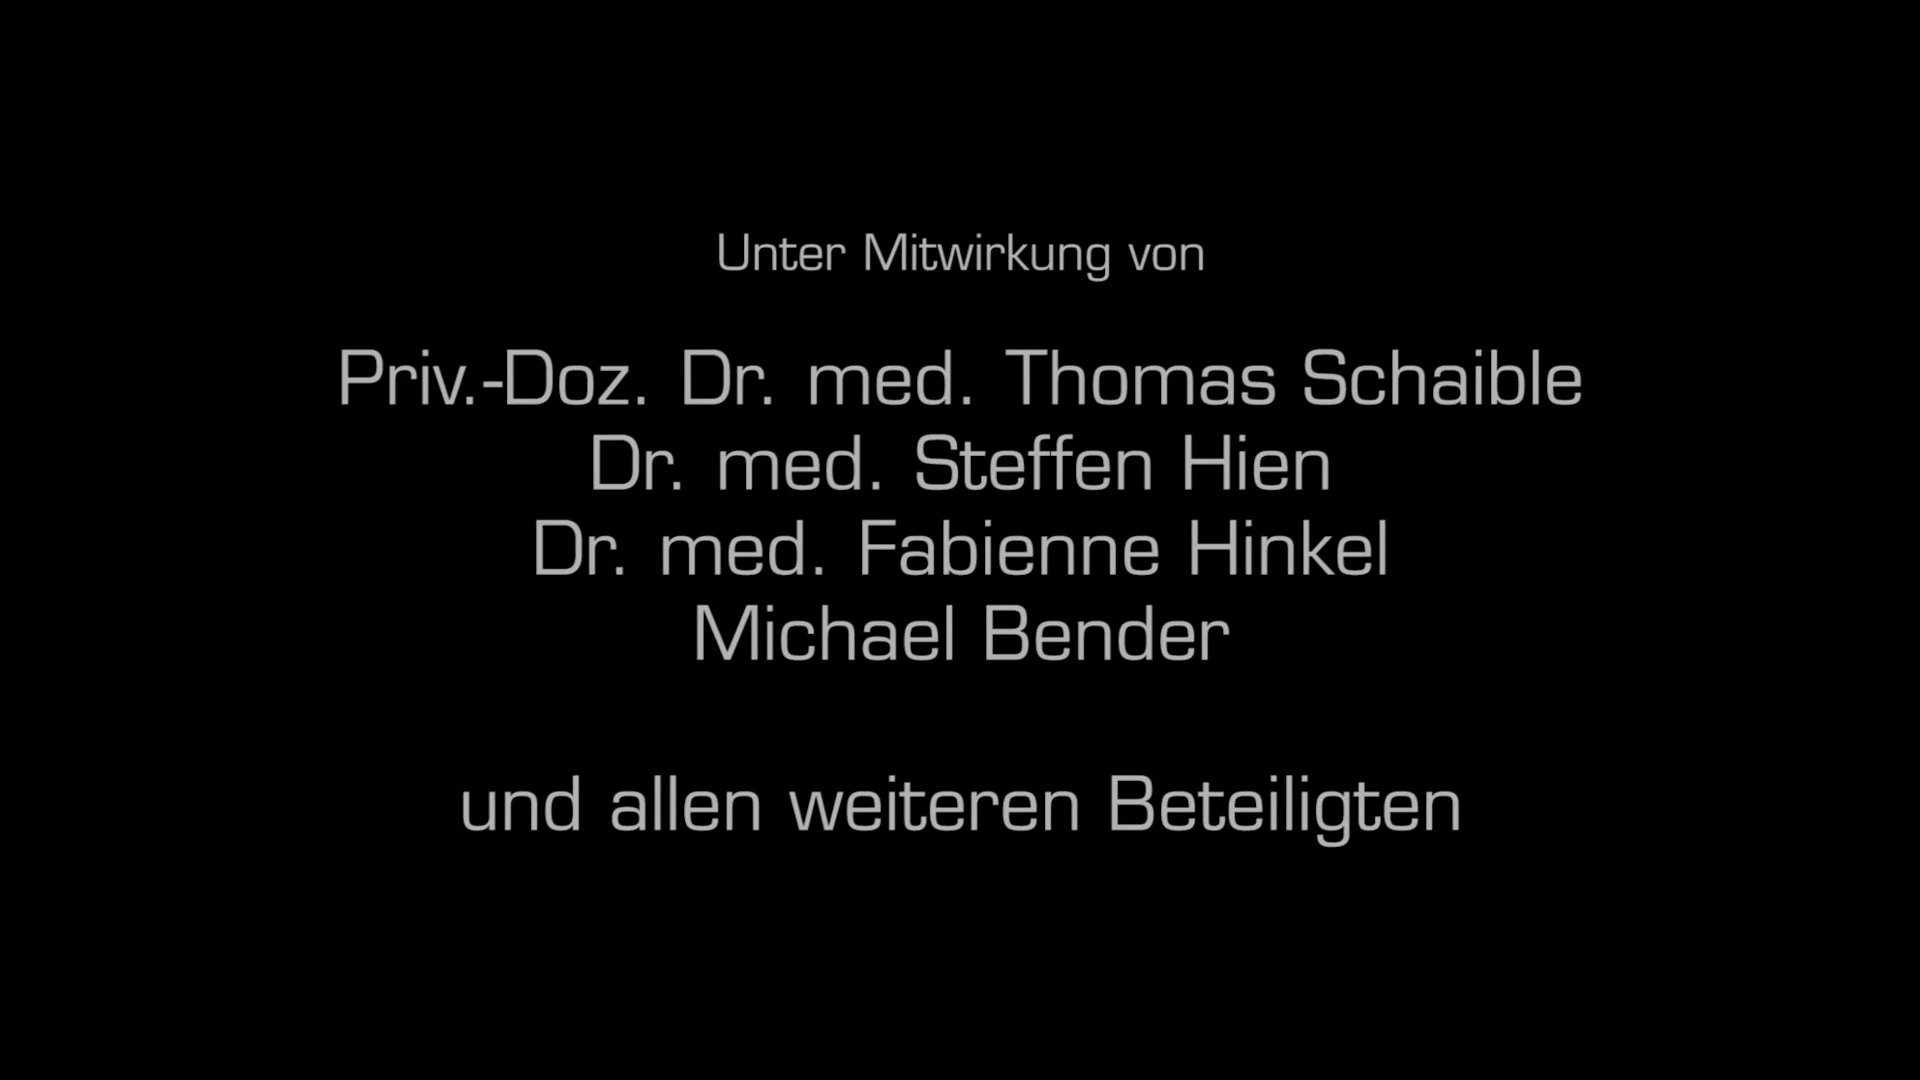 Unter Mitwirkung von
Priv.-Doz. Dr. med. Thomas Schaible
Dr. med. Steffen Hien
Dr. med. Fabienne Hinkel
Michael Bender
und allen weiteren Beteiligten